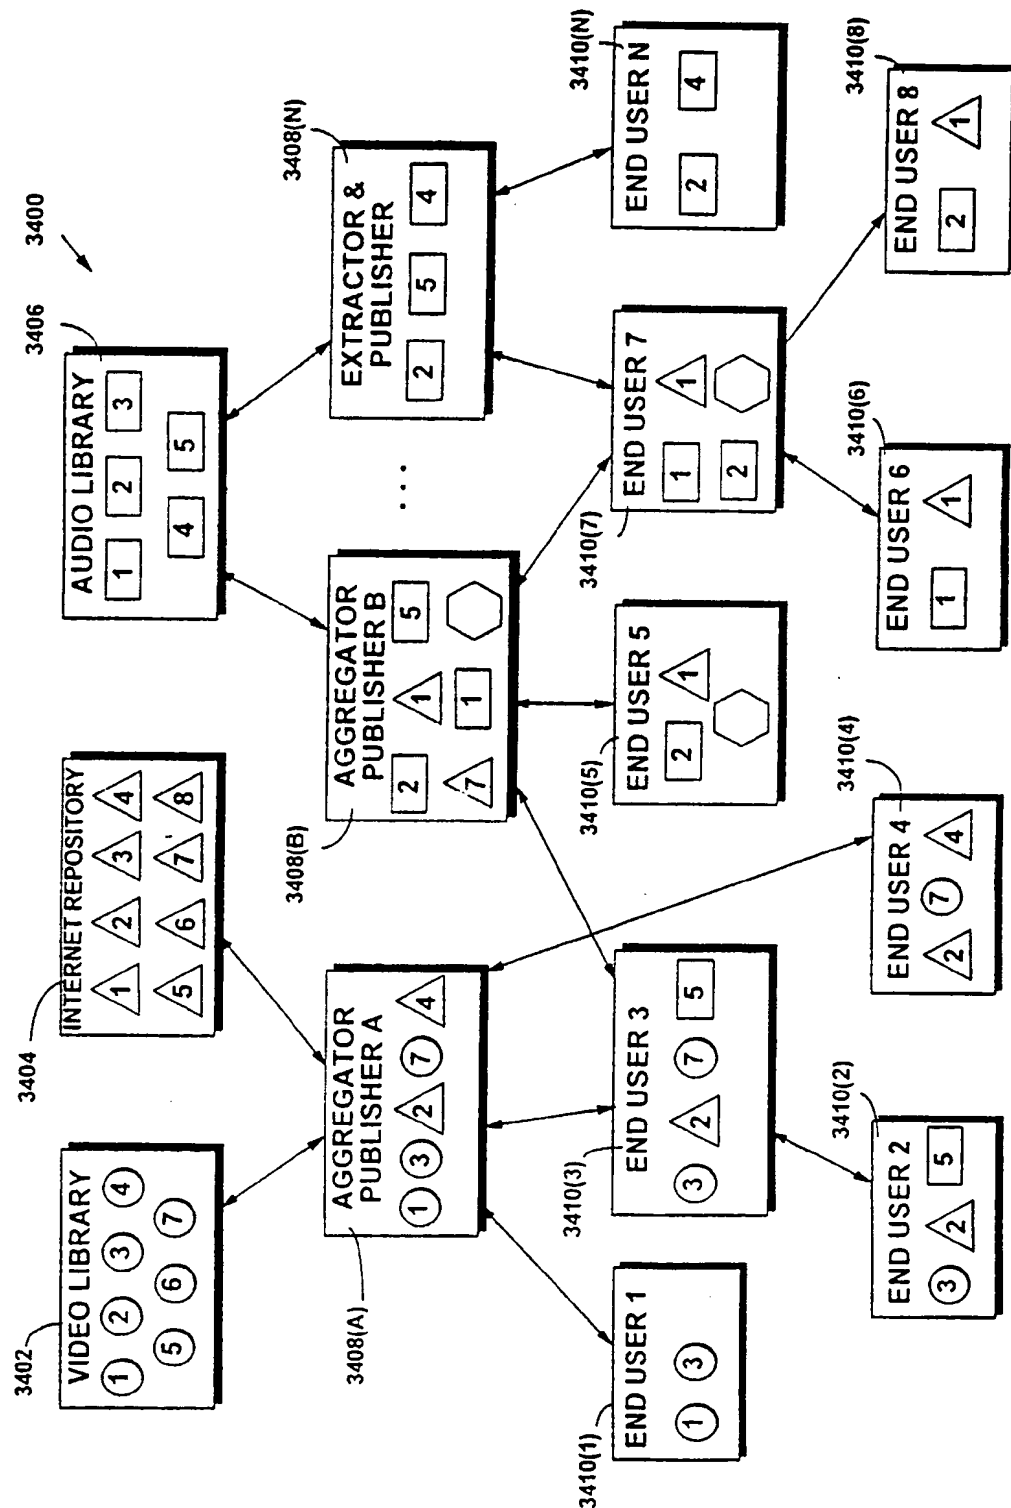 3400
3402
VIDEO LIBRARY
1 2 3 4
5 6 7
3404
INTERNET REPOSITORY
1 2 3 4
5 6 7 8
3406
AUDIO LIBRARY
1 2 3
4 5
3408(A)
AGGREGATOR
PUBLISHER A
1 3 2 7 4
3408(B)
AGGREGATOR
PUBLISHER B
2 1 5
7 1
...
3408(N)
EXTRACTOR &
PUBLISHER
2 5 4
3410(1)
END USER 1
1 3
3410(3)
END USER 3
3 2 7 5
3410(5)
END USER 5
2 1
3410(7)
END USER 7
1 1
2
3410(N)
END USER N
2 4
3410(2)
END USER 2
3 2 5
3410(4)
END USER 4
2 7 4
3410(6)
END USER 6
1 1
3410(8)
END USER 8
2 1